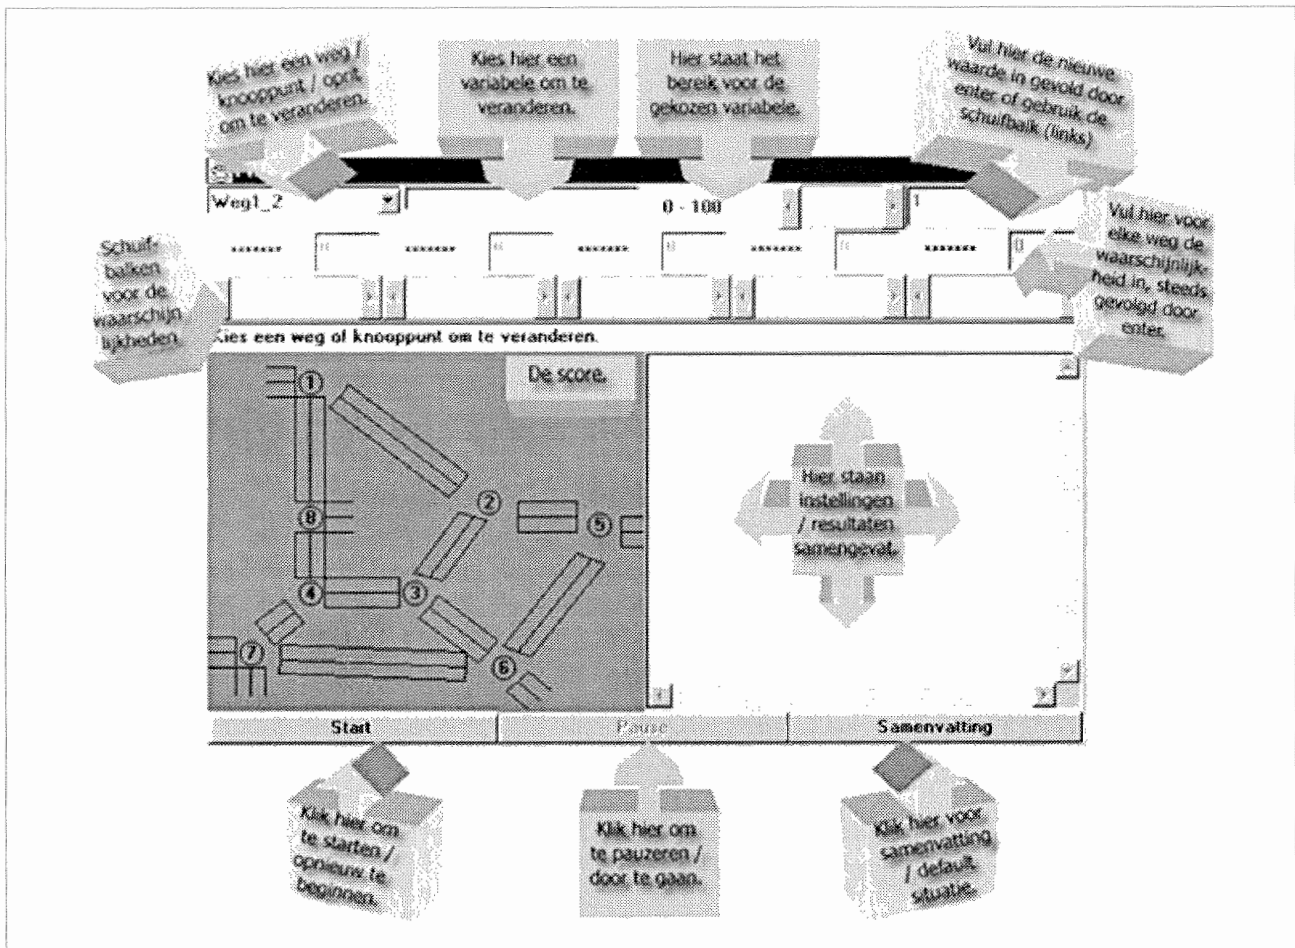 Kies hier een weg /
knooppunt / oprit
om te veranderen.
Kies hier een
variabele om te
veranderen.
Hier staat het
bereik voor de
gekozen variabele.
Vul hier de nieuwe
waarde in gevold door
enter of gebruik de
schuifbalk (links)
Weg1_2
0 - 100
1
Schuif-
balken
voor de
waarschijn
lijkheden.
*******
*******
*******
*******
*******
0
Vul hier voor
elke weg de
waarschijnlijk-
heid in, steeds
gevolgd door
enter.
Kies een weg of knooppunt om te veranderen.
De score.
1
2
8
5
4
3
7
6
Hier staan
instellingen
/ resultaten
samengevat.
Start
Pause
Samenvatting
Klik hier om
te starten /
opnieuw te
beginnen.
Klik hier om
te pauzeren /
door te gaan.
Klik hier voor
samenvatting
/ default
situatie.